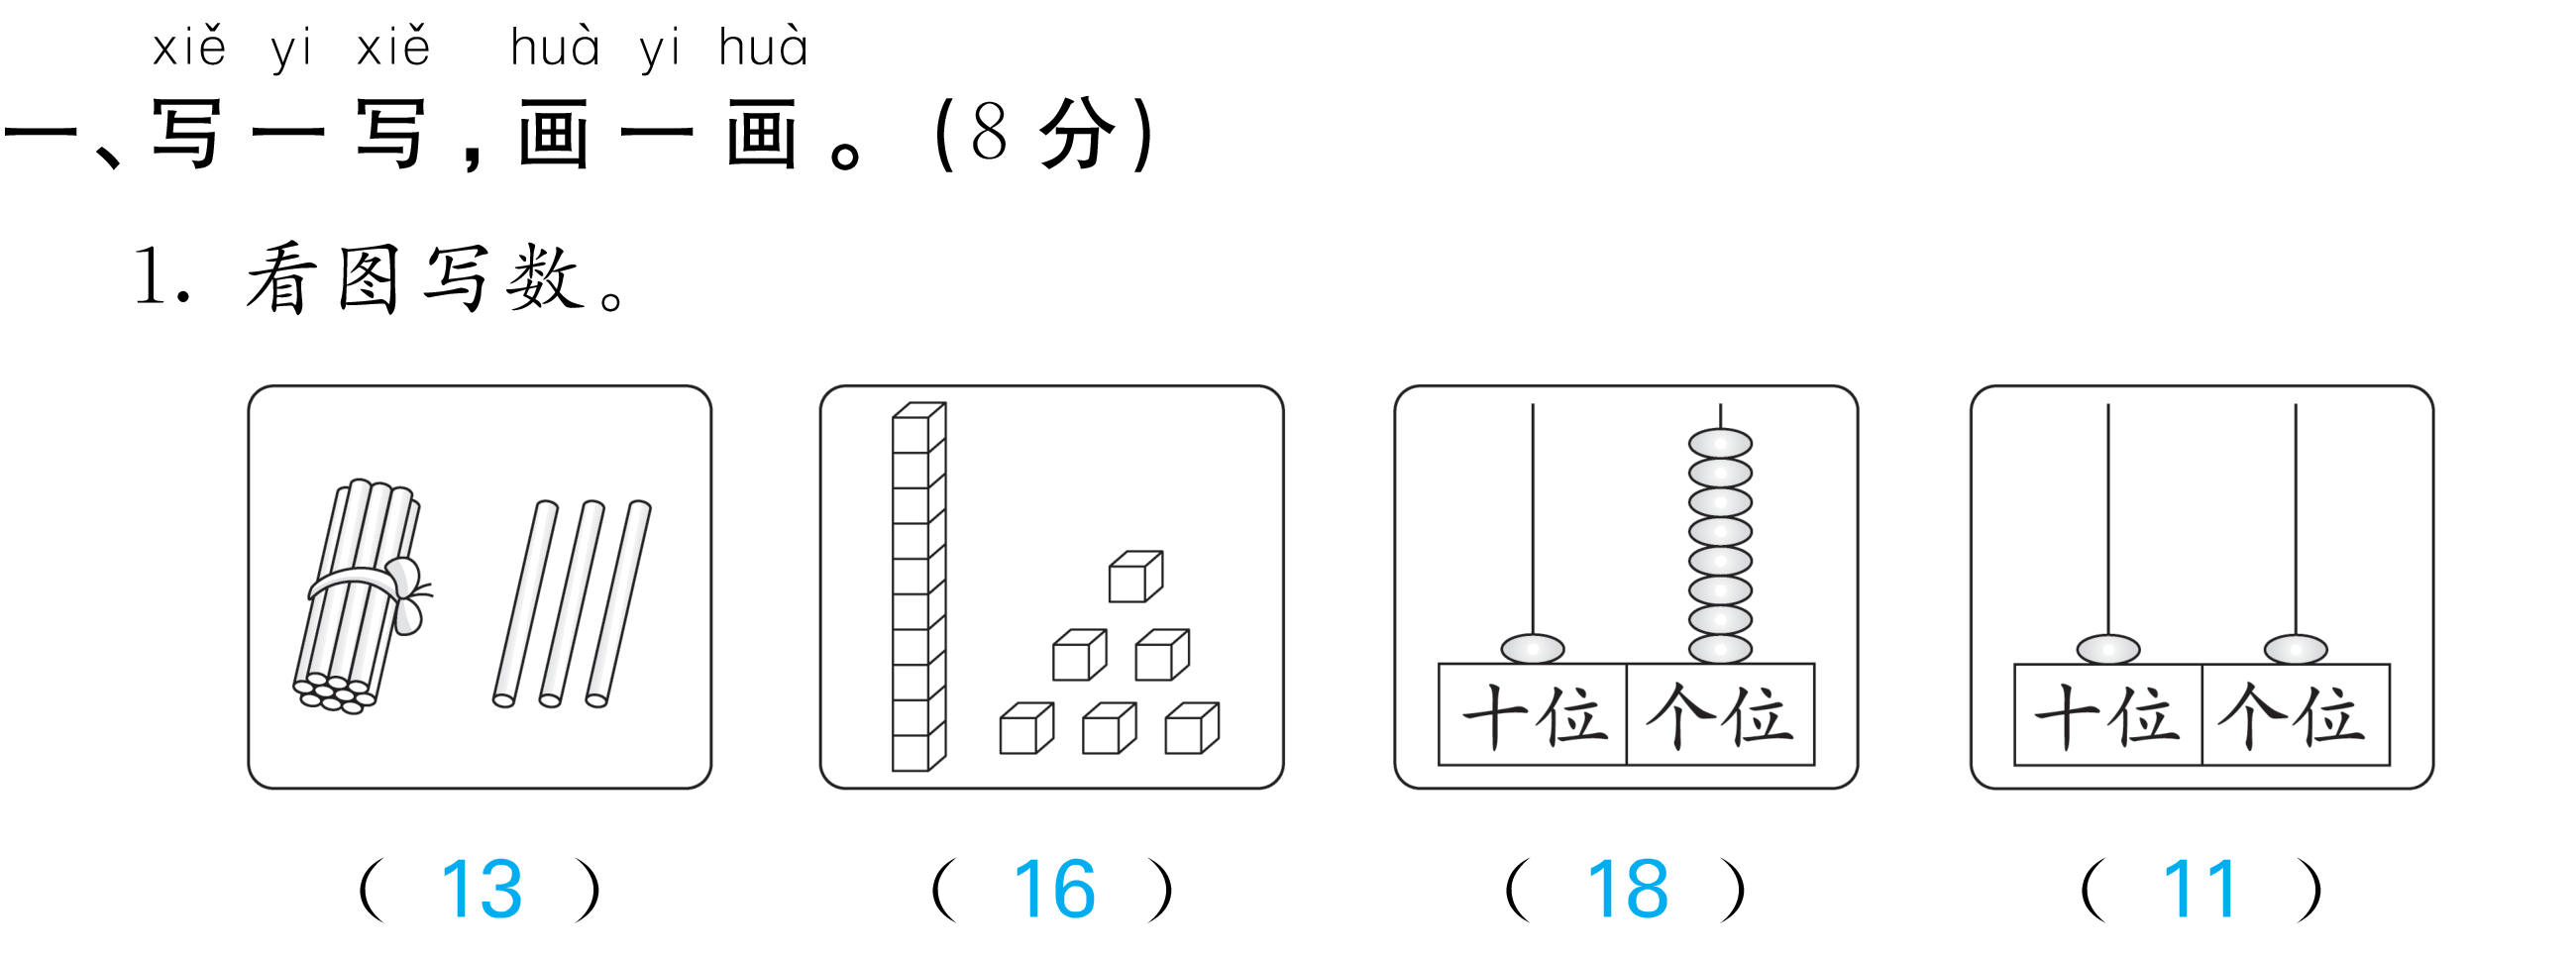 xiě yi xiě huà yi huà
一、写一写,画一画。(8分)
1. 看图写数。
十位 个位 十位 个位
( 13 ) ( 16 ) ( 18 ) ( 11 )